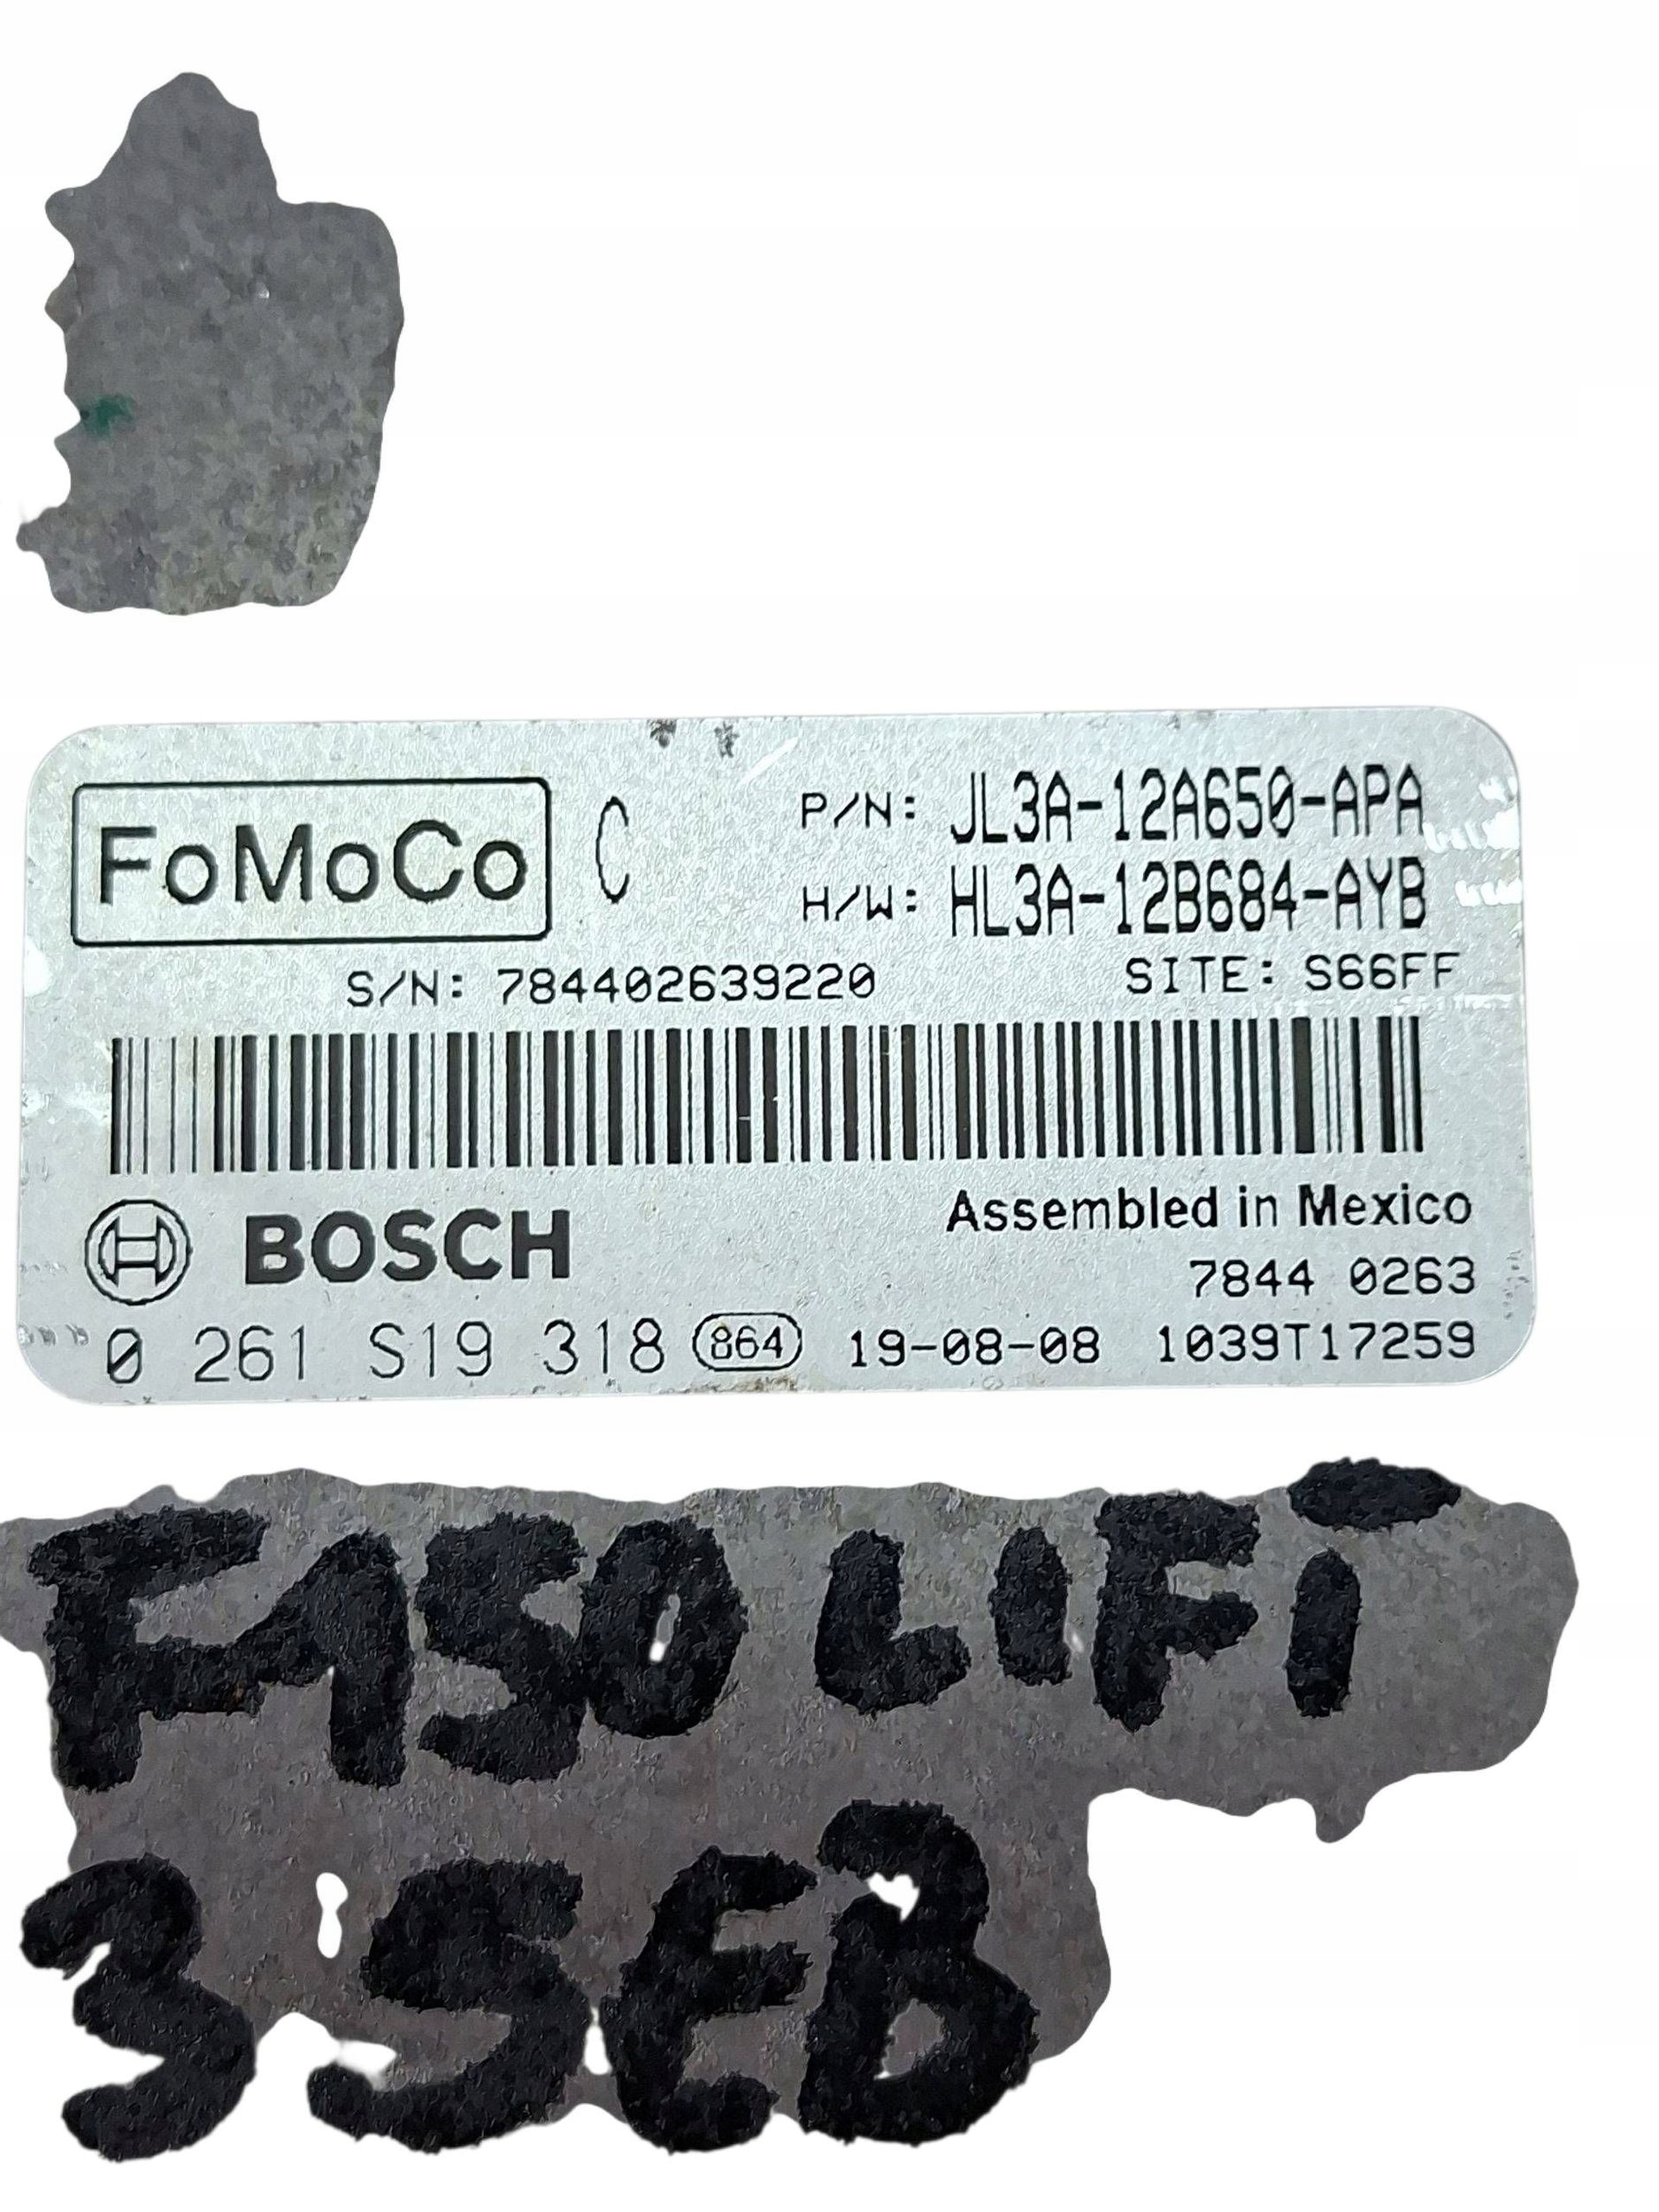 FoMoCo C P/N: JL3A-12A650-APA
H/W: HL3A-12B684-AYB
S/N: 784402639220 SITE: S66FF
BOSCH Assembled in Mexico
7844 0263
0 261 S19 318 864 19-08-08 1039T17259
F150 LIFT
3.5EB